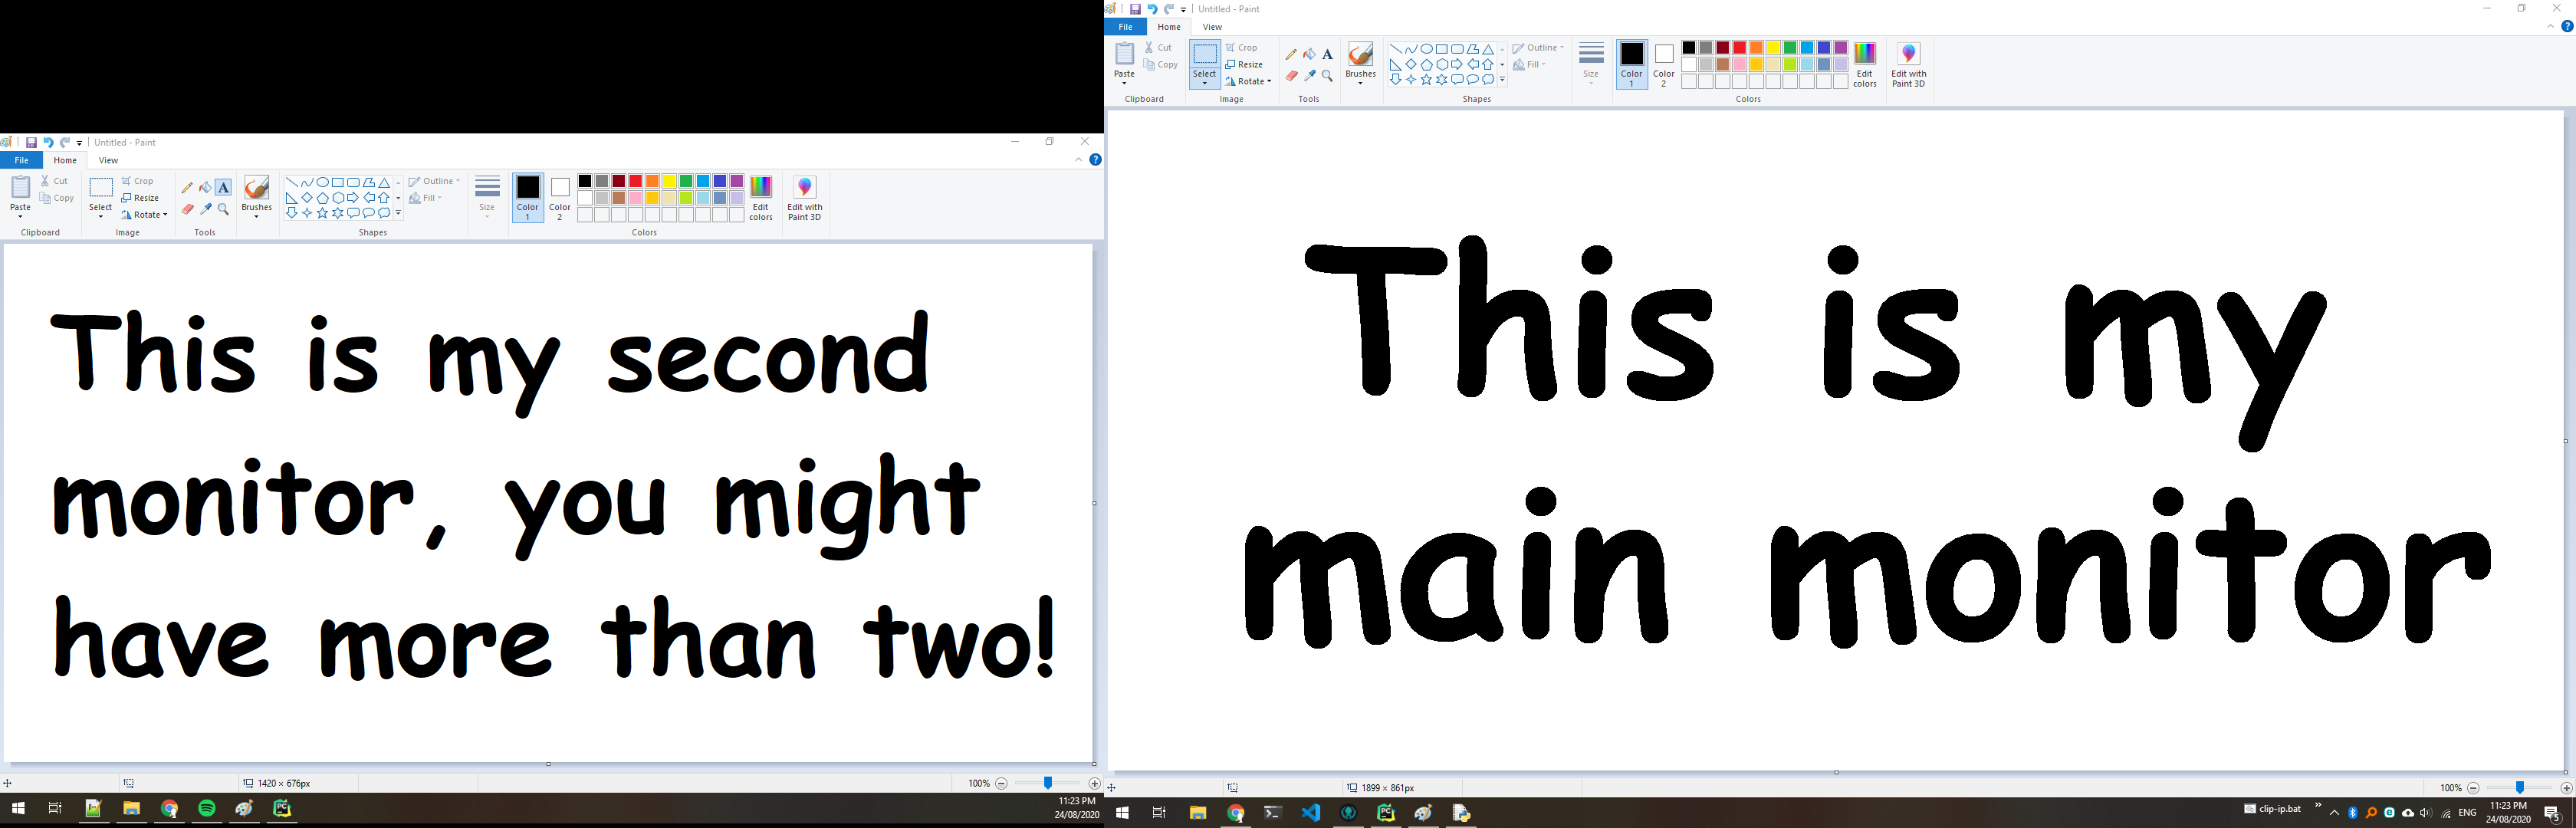 Untitled - Paint
File Home View
Paste Cut Copy Clipboard
Select Crop Resize Rotate Image
Tools
Brushes
Outline Fill Shapes
Size
Color 1 Color 2 Edit colors Colors
Edit with Paint 3D
This is my second
monitor, you might
have more than two!
1420 × 676px
100%
11:23 PM
24/08/2020
Untitled - Paint
File Home View
Paste Cut Copy Clipboard
Select Crop Resize Rotate Image
Tools
Brushes
Outline Fill Shapes
Size
Color 1 Color 2 Edit colors Colors
Edit with Paint 3D
This is my
main monitor
1899 × 861px
100%
clip-ip.bat
ENG
11:23 PM
24/08/2020
5